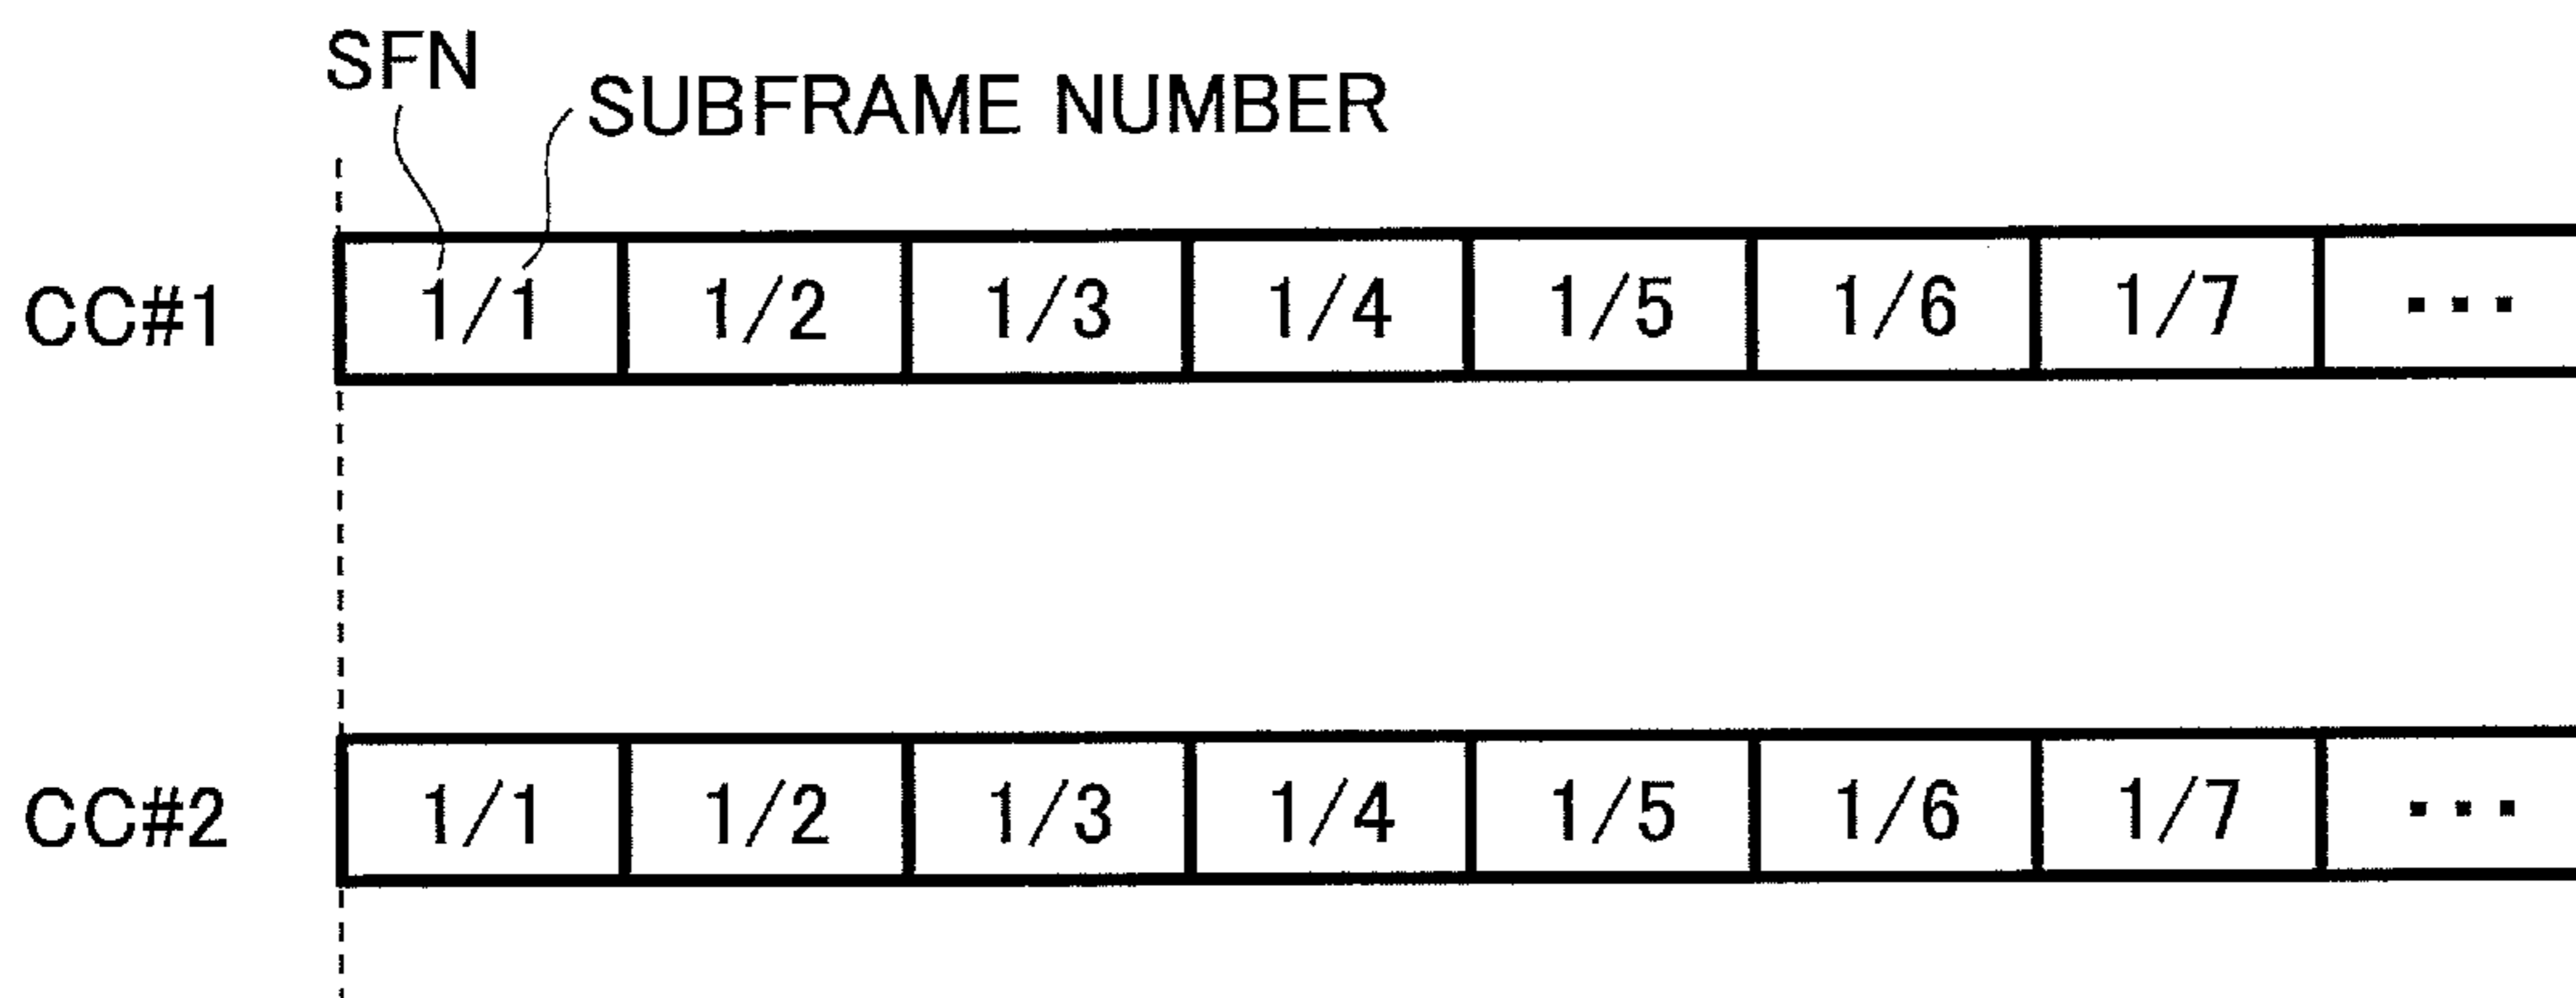 SFN
SUBFRAME NUMBER
CC#1 1/1 1/2 1/3 1/4 1/5 1/6 1/7 ...
CC#2 1/1 1/2 1/3 1/4 1/5 1/6 1/7 ...